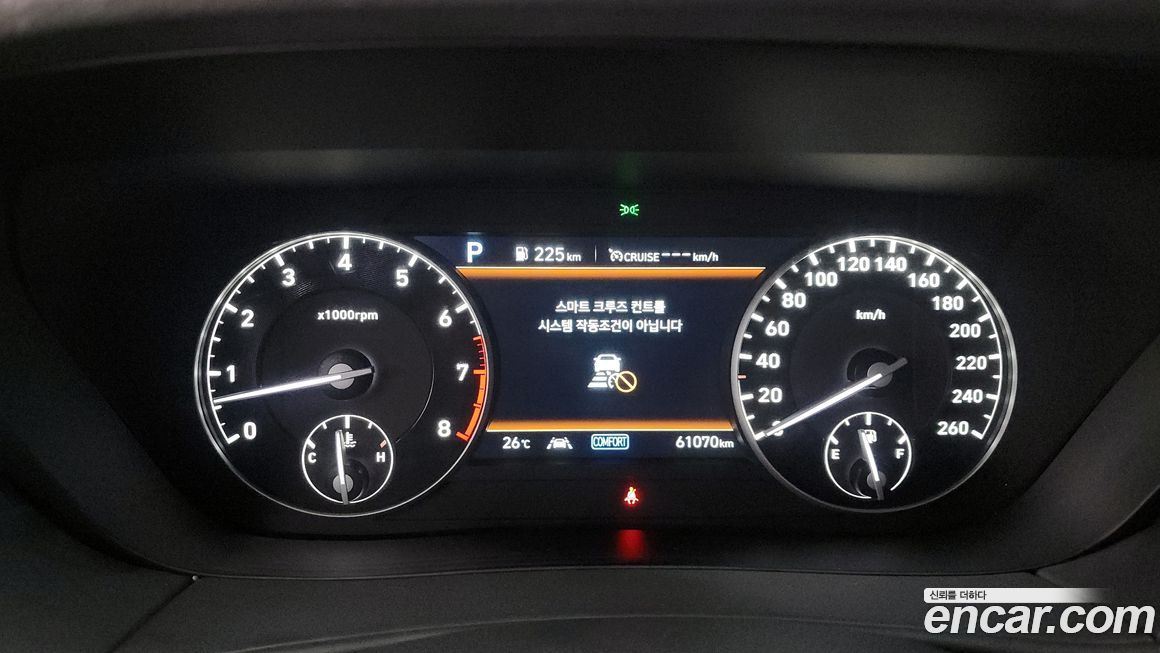 P 225 km CRUISE --- km/h
스마트 크루즈 컨트롤
시스템 작동조건이 아닙니다
26℃ COMFORT 61070 km
x1000rpm
0 1 2 3 4 5 6 7 8
C H
km/h
0 20 40 60 80 100 120 140 160 180 200 220 240 260
E F
신뢰를 더하다
encar.com